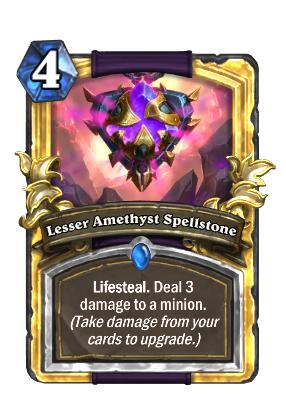 4
Lesser Amethyst Spellstone
Lifesteal. Deal 3
damage to a minion.
(Take damage from your
cards to upgrade.)